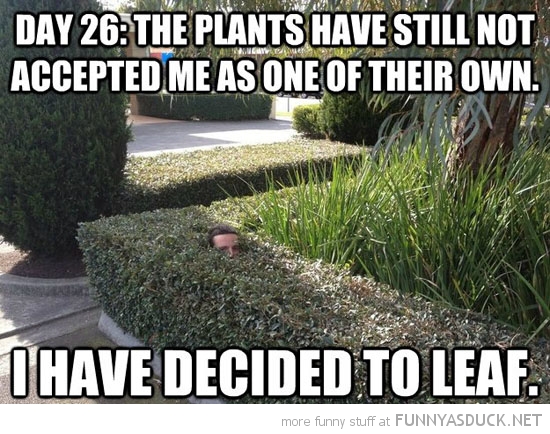 DAY 26: THE PLANTS HAVE STILL NOT
ACCEPTED ME AS ONE OF THEIR OWN.
I HAVE DECIDED TO LEAF.
more funny stuff at FUNNYASDUCK.NET